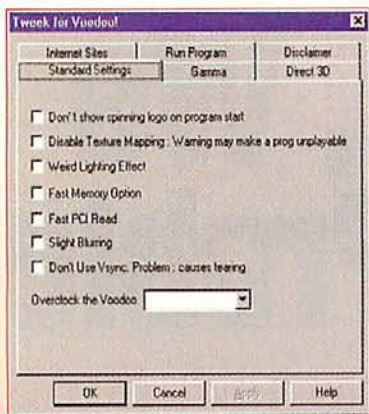 Tweek for Voodoo!
Internet Sites Run Program Disclaimer
Standard Settings Gamma Direct 3D
Don't show spinning logo on program start
Disable Texture Mapping : Warning may make a prog unplayable
Weird Lighting Effect
Fast Memory Option
Fast PCI Read
Slight Blurring
Don't Use Vsync. Problem : causes tearing
Overclock the Voodoo
OK Cancel Apply Help